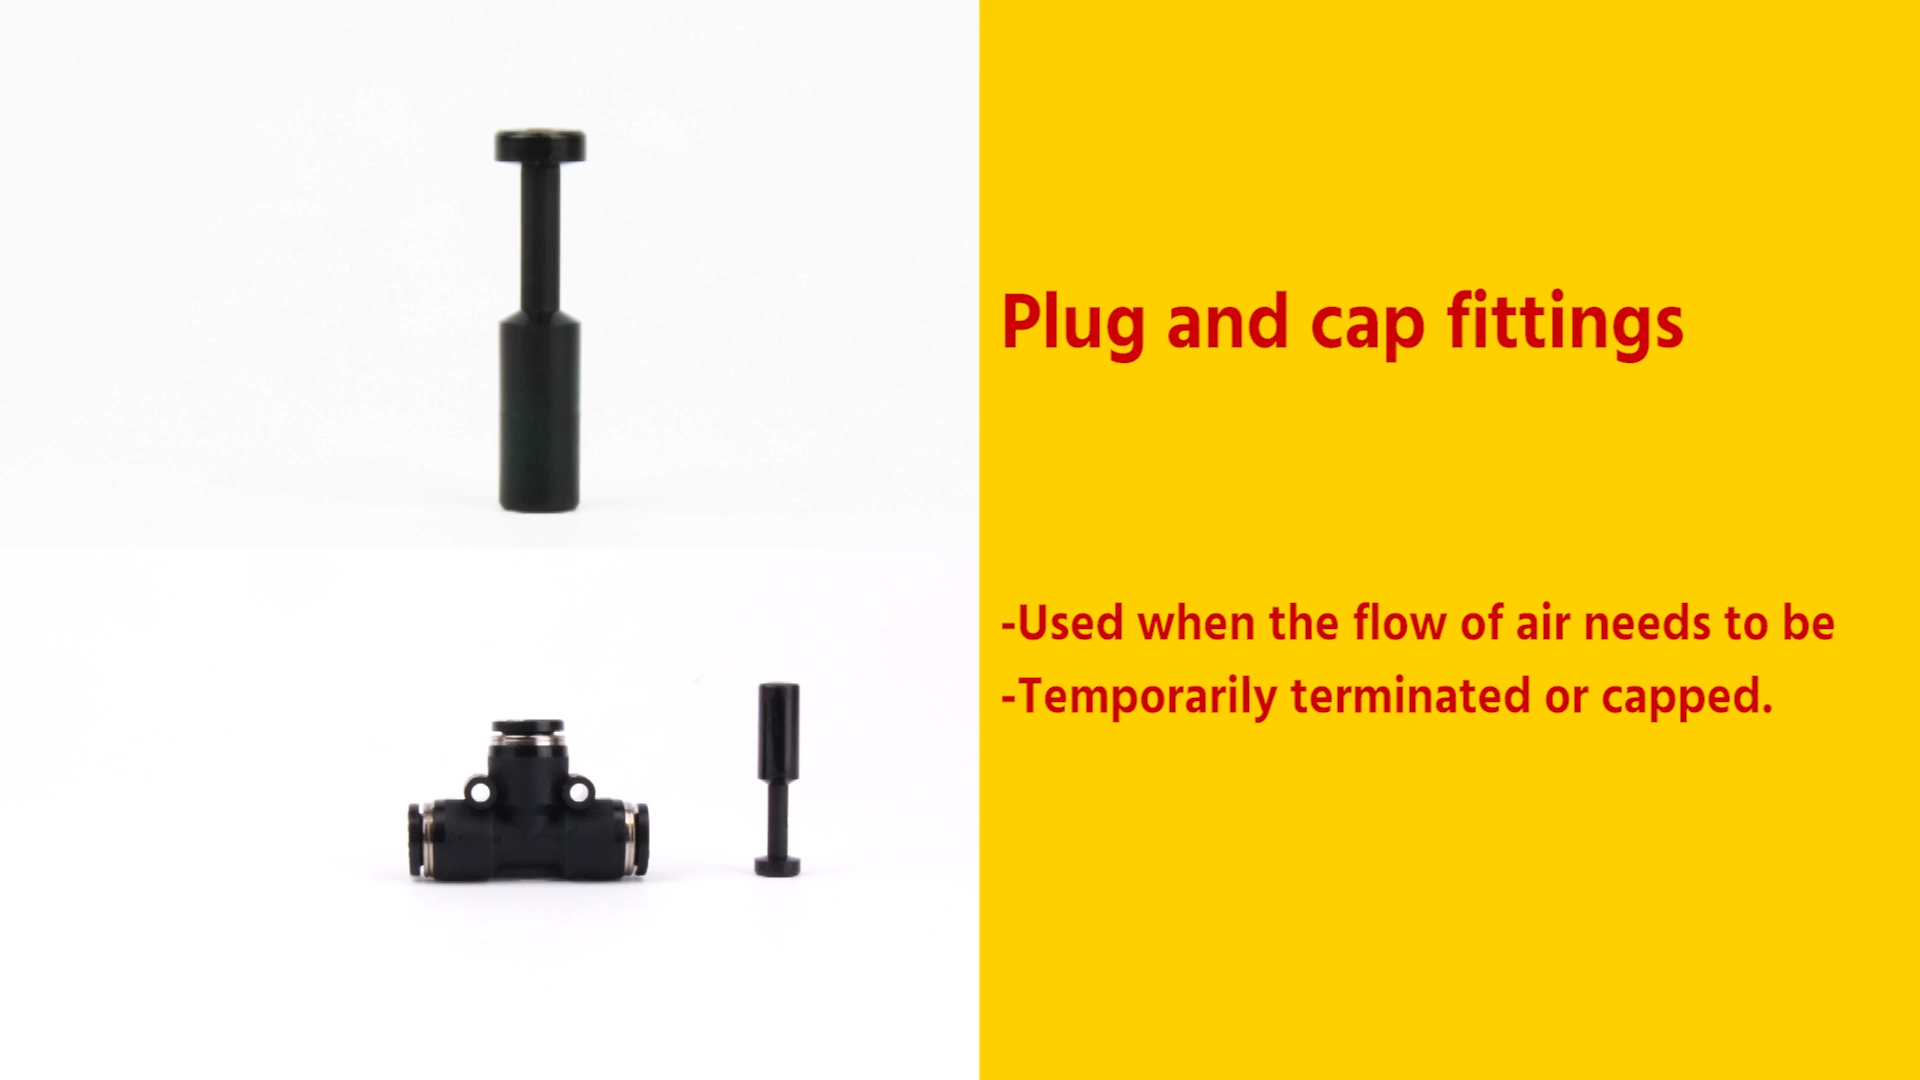 Plug and cap fittings
-Used when the flow of air needs to be
-Temporarily terminated or capped.